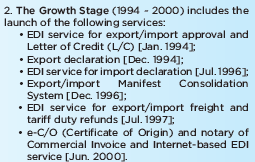 2. The Growth Stage (1994 - 2000) includes the
launch of the following services:
• EDI service for export/import approval and
Letter of Credit (L/C) [Jan. 1994];
• Export declaration [Dec. 1994];
• EDI service for import declaration [Jul.1996];
• Export/import Manifest Consolidation
System [Dec. 1996];
• EDI service for export/import freight and
tariff duty refunds [Jul. 1997];
• e-C/O (Certificate of Origin) and notary of
Commercial Invoice and Internet-based EDI
service [Jun. 2000].